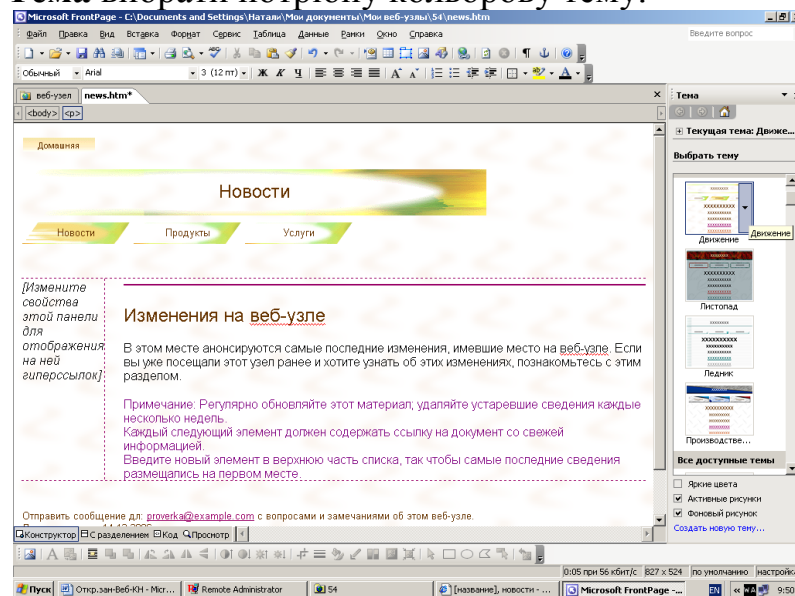 Тема вибрати потрібну кольорову тему.
Microsoft FrontPage - C:\Documents and Settings\Натали\Мои документы\Мои веб-узлы\54\news.htm
Файл Правка Вид Вставка Формат Сервис Таблица Данные Рамки Окно Справка
Введите вопрос
Обычный Arial 3 (12 пт) Ж К Ч
веб-узел news.htm*
<body> <p>
Тема
Текущая тема: Движе...
Выбрать тему
Домашняя
Новости
Новости Продукты Услуги
[Измените
свойства
этой панели
для
отображения
на ней
гиперссылок]
Изменения на веб-узле
В этом месте анонсируются самые последние изменения, имевшие место на веб-узле. Если
вы уже посещали этот узел ранее и хотите узнать об этих изменениях, познакомьтесь с этим
разделом.
Примечание: Регулярно обновляйте этот материал; удаляйте устаревшие сведения каждые
несколько недель.
Каждый следующий элемент должен содержать ссылку на документ со свежей
информацией.
Введите новый элемент в верхнюю часть списка, так чтобы самые последние сведения
размещались на первом месте.
Отправить сообщение для: proverka@example.com с вопросами и замечаниями об этом веб-узле.
Движение
Движение
Листопад
Ледник
Производстве...
Все доступные темы
Яркие цвета
Активные рисунки
Фоновый рисунок
Создать новую тему...
Конструктор С разделением Код Просмотр
0:05 при 56 кбит/с 827 x 524 по умолчанию настройк
Пуск Откр.зан-Веб-КН - Micr... Remote Administrator 54 [название], новости - ... Microsoft FrontPage -... EN 9:50